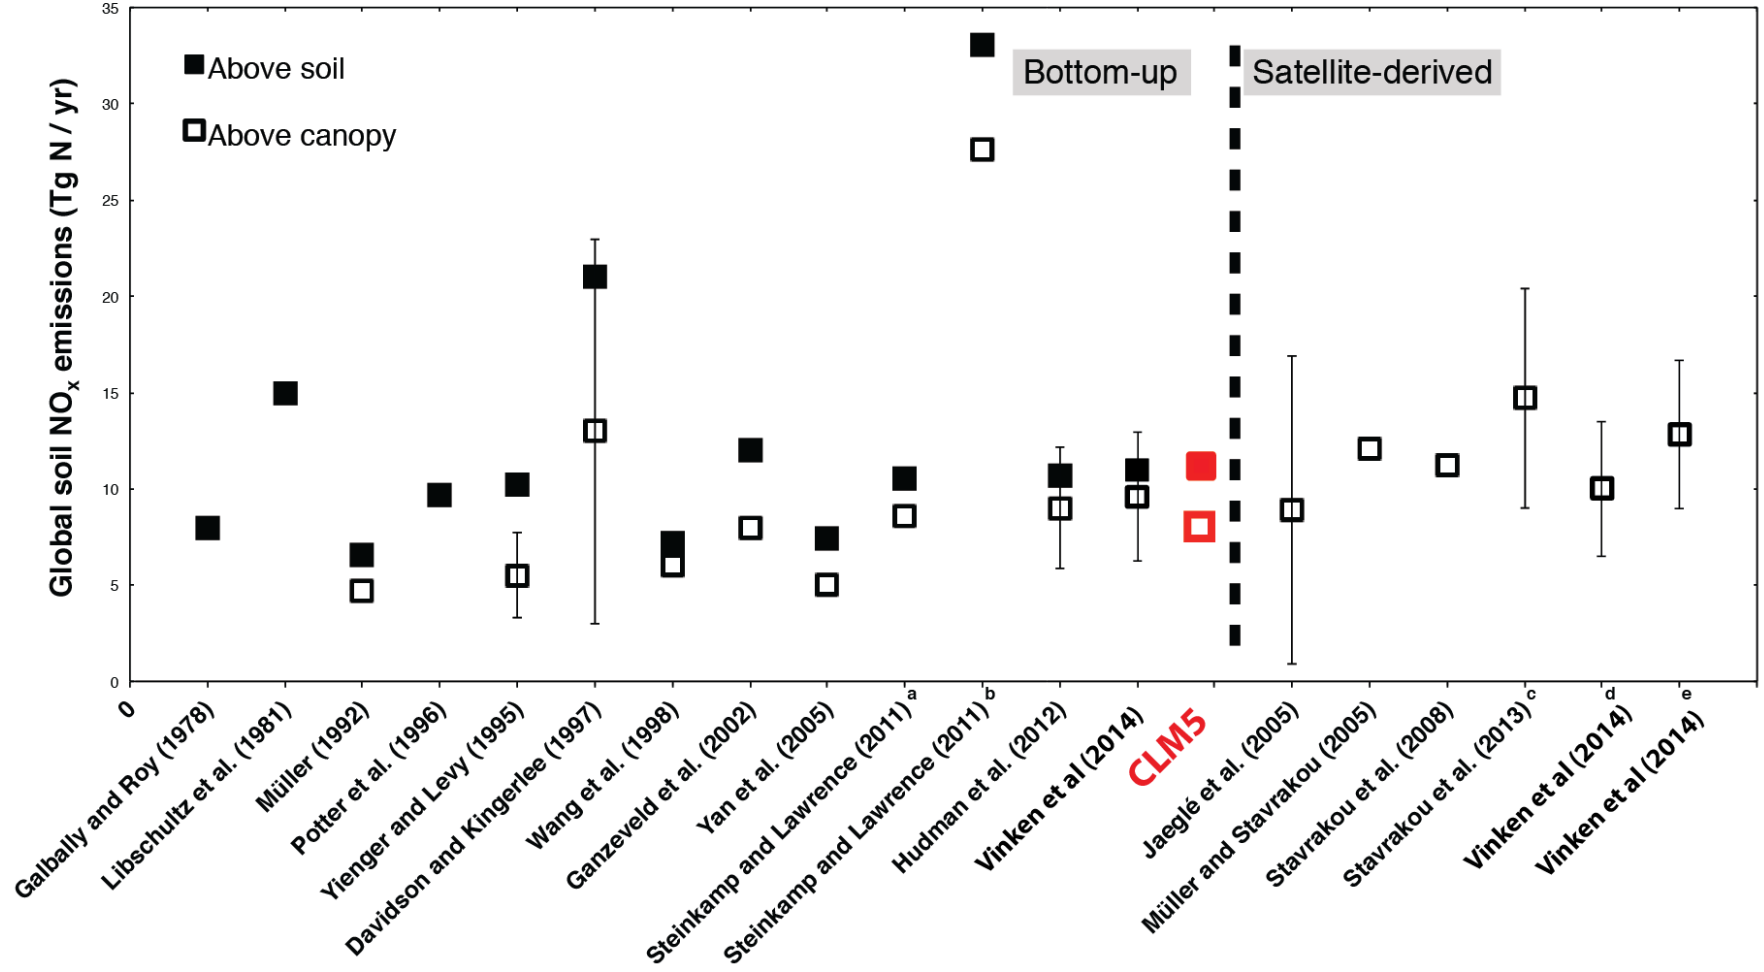 Global soil NOx emissions (Tg N / yr)
35
30
25
20
15
10
5
0
Above soil
Above canopy
Bottom-up
Satellite-derived
0
Galbally and Roy (1978)
Libschultz et al. (1981)
Müller (1992)
Potter et al. (1996)
Yienger and Levy (1995)
Davidson and Kingerlee (1997)
Wang et al. (1998)
Ganzeveld et al. (2002)
Yan et al. (2005)
Steinkamp and Lawrence (2011)a
Steinkamp and Lawrence (2011)b
Hudman et al. (2012)
Vinken et al (2014)
CLM5
Jaeglé et al. (2005)
Müller and Stavrakou (2005)
Stavrakou et al. (2008)
Stavrakou et al. (2013)c
Vinken et al (2014)d
Vinken et al (2014)e